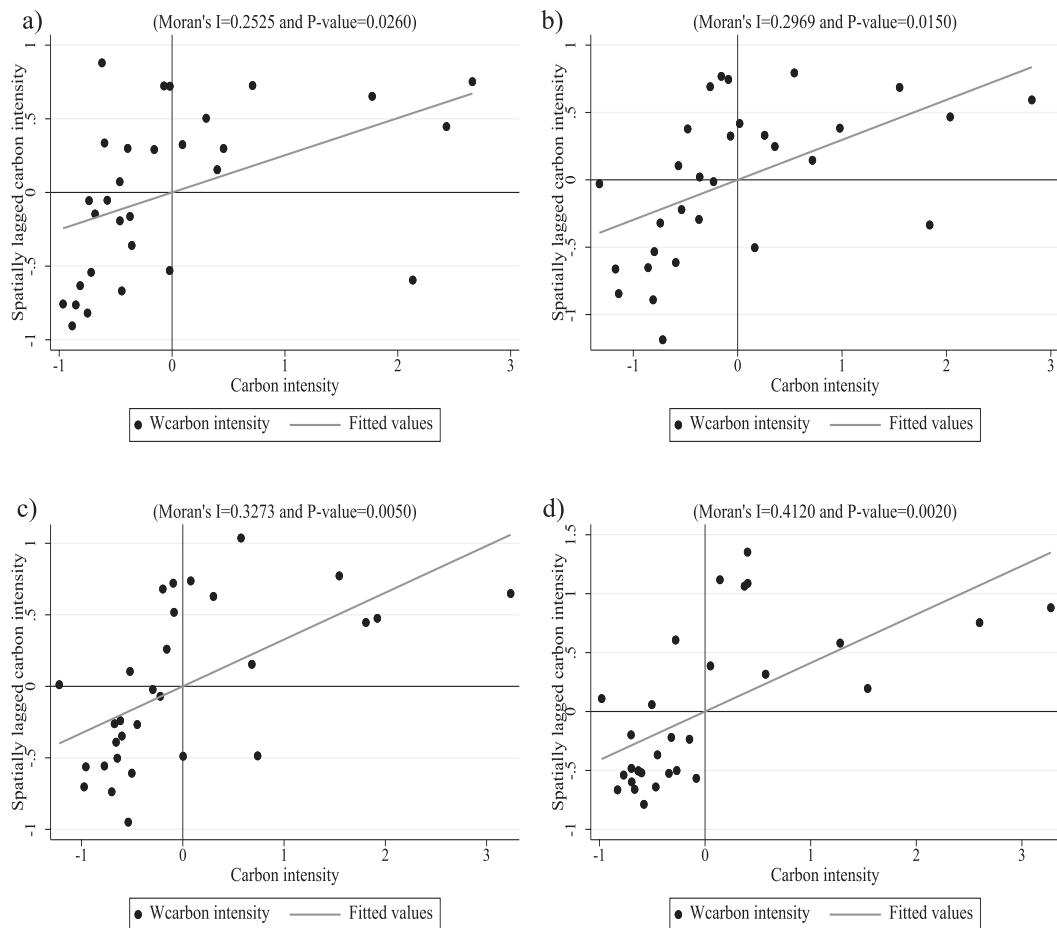 a)
(Moran's I=0.2525 and P-value=0.0260)
Spatially lagged carbon intensity
1
.5
0
-.5
-1
-1 0 1 2 3
Carbon intensity
Wcarbon intensity Fitted values
b)
(Moran's I=0.2969 and P-value=0.0150)
Spatially lagged carbon intensity
1
.5
0
-.5
-1
-1 0 1 2 3
Carbon intensity
Wcarbon intensity Fitted values
c)
(Moran's I=0.3273 and P-value=0.0050)
Spatially lagged carbon intensity
1
.5
0
-.5
-1
-1 0 1 2 3
Carbon intensity
Wcarbon intensity Fitted values
d)
(Moran's I=0.4120 and P-value=0.0020)
Spatially lagged carbon intensity
1.5
1
.5
0
-.5
-1
-1 0 1 2 3
Carbon intensity
Wcarbon intensity Fitted values